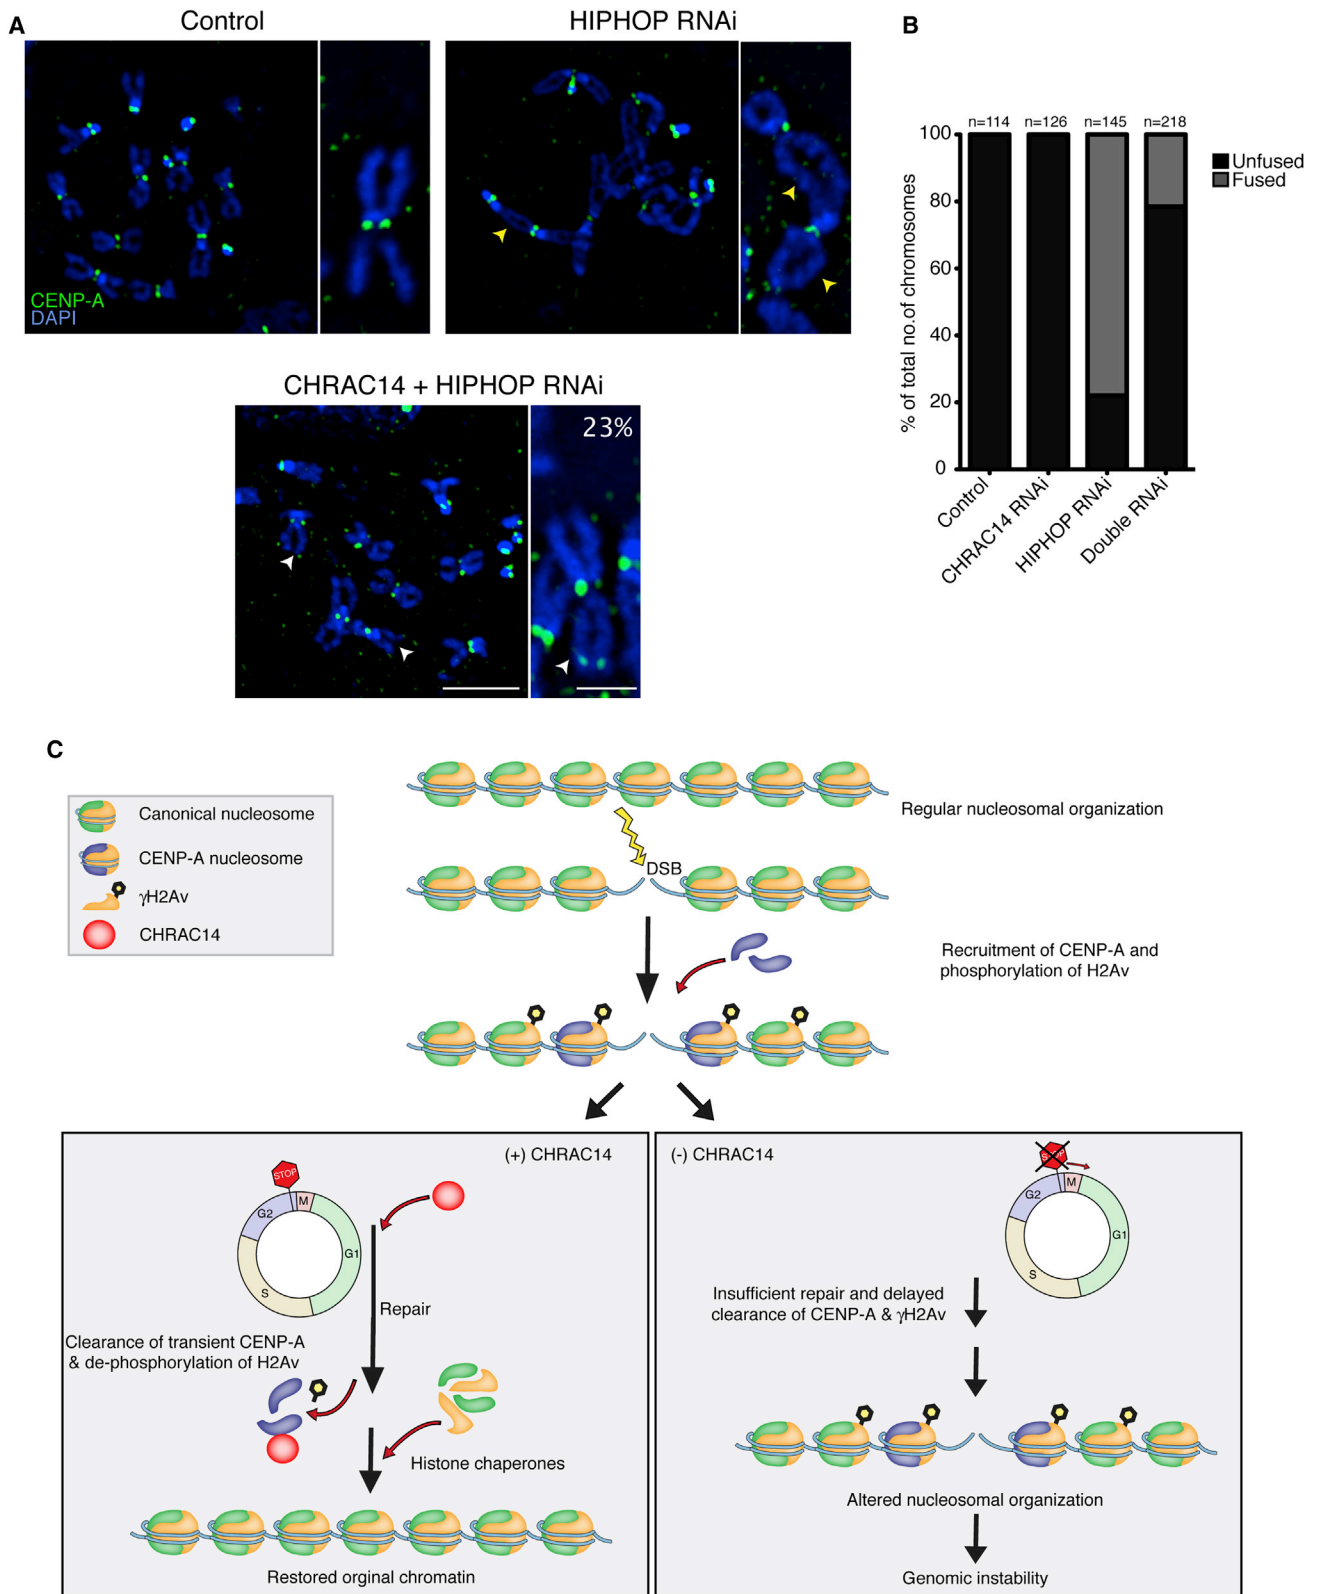 A
Control
HIPHOP RNAi
CENP-A
DAPI
CHRAC14 + HIPHOP RNAi
23%
B
n=114 n=126 n=145 n=218
% of total no.of chromosomes
100
80
60
40
20
0
Unfused
Fused
Control
CHRAC14 RNAi
HIPHOP RNAi
Double RNAi
C
Canonical nucleosome
CENP-A nucleosome
γH2Av
CHRAC14
Regular nucleosomal organization
DSB
Recruitment of CENP-A and
phosphorylation of H2Av
(+) CHRAC14
STOP
G2
M
G1
S
Repair
Clearance of transient CENP-A
& de-phosphorylation of H2Av
Histone chaperones
Restored orginal chromatin
(-) CHRAC14
STOP
G2
M
G1
S
Insufficient repair and delayed
clearance of CENP-A & γH2Av
Altered nucleosomal organization
Genomic instability